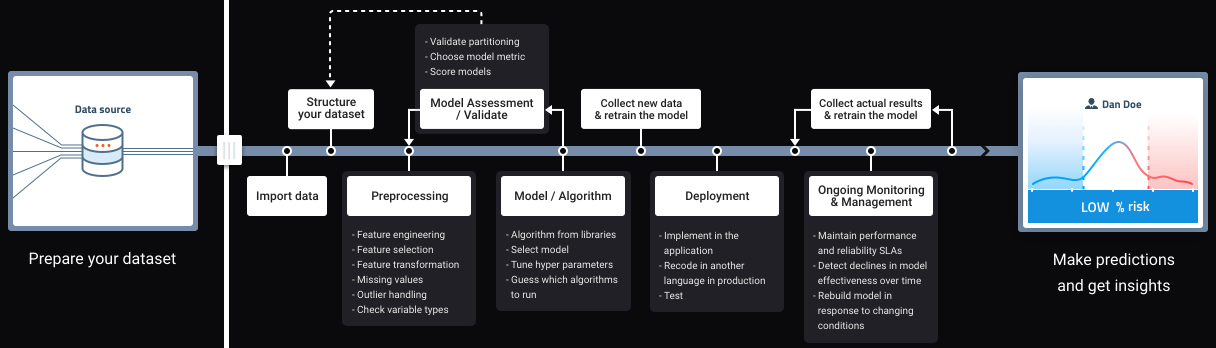 Data source
Prepare your dataset
Import data
Structure
your dataset
- Validate partitioning
- Choose model metric
- Score models
Model Assessment
/ Validate
Preprocessing
- Feature engineering
- Feature selection
- Feature transformation
- Missing values
- Outlier handling
- Check variable types
Model / Algorithm
- Algorithm from libraries
- Select model
- Tune hyper parameters
- Guess which algorithms
to run
Collect new data
& retrain the model
Deployment
- Implement in the
application
- Recode in another
language in production
- Test
Collect actual results
& retrain the model
Ongoing Monitoring
& Management
- Maintain performance
and reliability SLAs
- Detect declines in model
effectiveness over time
- Rebuild model in
response to changing
conditions
Dan Doe
LOW % risk
Make predictions
and get insights